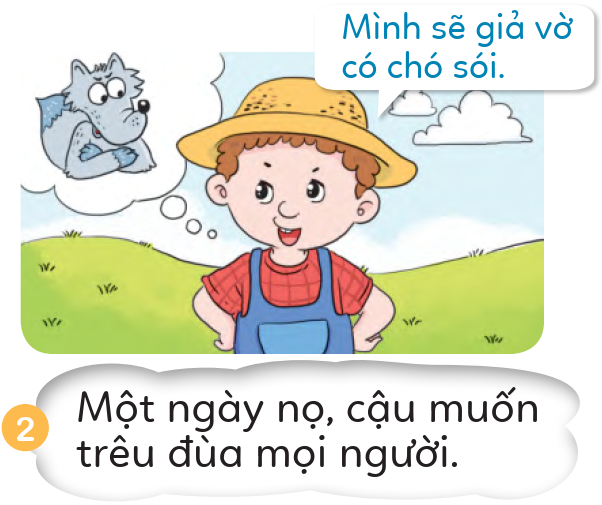 Mình sẽ giả vờ
có chó sói.
2
Một ngày nọ, cậu muốn
trêu đùa mọi người.